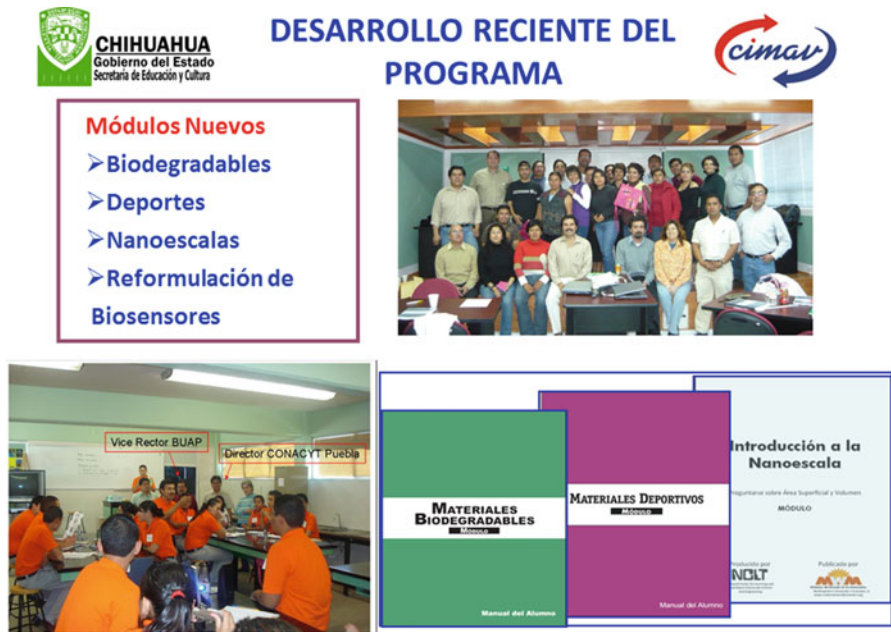 CHIHUAHUA
Gobierno del Estado
Secretaría de Educación y Cultura
DESARROLLO RECIENTE DEL
PROGRAMA
cimav
Módulos Nuevos
➢Biodegradables
➢Deportes
➢Nanoescalas
➢Reformulación de
Biosensores
Vice Rector BUAP
Director CONACYT Puebla
MATERIALES
BIODEGRADABLES
MÓDULO
Manual del Alumno
MATERIALES DEPORTIVOS
MÓDULO
Manual del Alumno
Introducción a la
Nanoescala
Preguntarse sobre Área Superficial y Volumen
MÓDULO
Producido por
NCLT
Publicado por
MWM